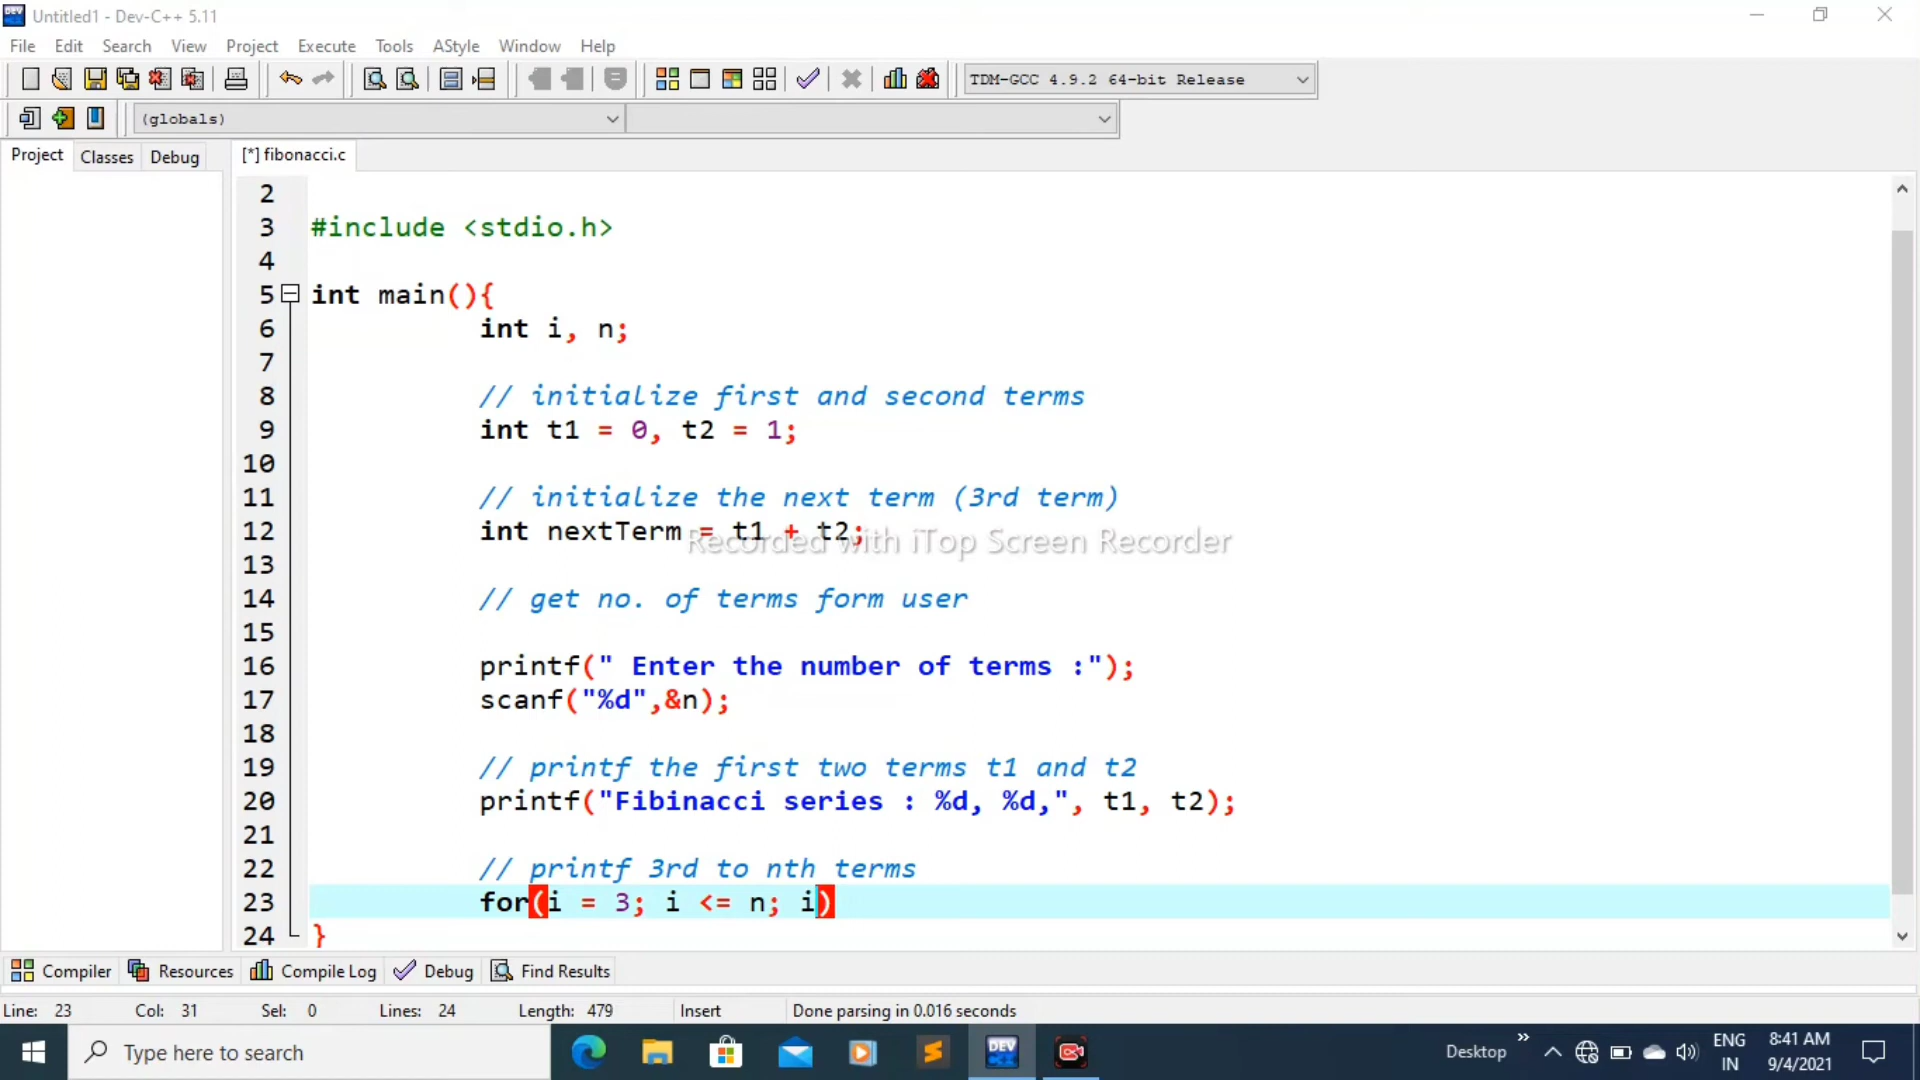 Untitled1 - Dev-C++ 5.11
File Edit Search View Project Execute Tools AStyle Window Help
TDM-GCC 4.9.2 64-bit Release
(globals)
Project Classes Debug [*] fibonacci.c
2
3 #include <stdio.h>
4
5 int main(){
6 int i, n;
7
8 // initialize first and second terms
9 int t1 = 0, t2 = 1;
10
11 // initialize the next term (3rd term)
12 int nextTerm = t1 + t2;
Recorded with iTop Screen Recorder
13
14 // get no. of terms form user
15
16 printf(" Enter the number of terms :");
17 scanf("%d",&n);
18
19 // printf the first two terms t1 and t2
20 printf("Fibinacci series : %d, %d,", t1, t2);
21
22 // printf 3rd to nth terms
23 for(i = 3; i <= n; i)
24 }
Compiler Resources Compile Log Debug Find Results
Line: 23 Col: 31 Sel: 0 Lines: 24 Length: 479 Insert Done parsing in 0.016 seconds
Type here to search DEV Desktop ENG IN 8:41 AM 9/4/2021